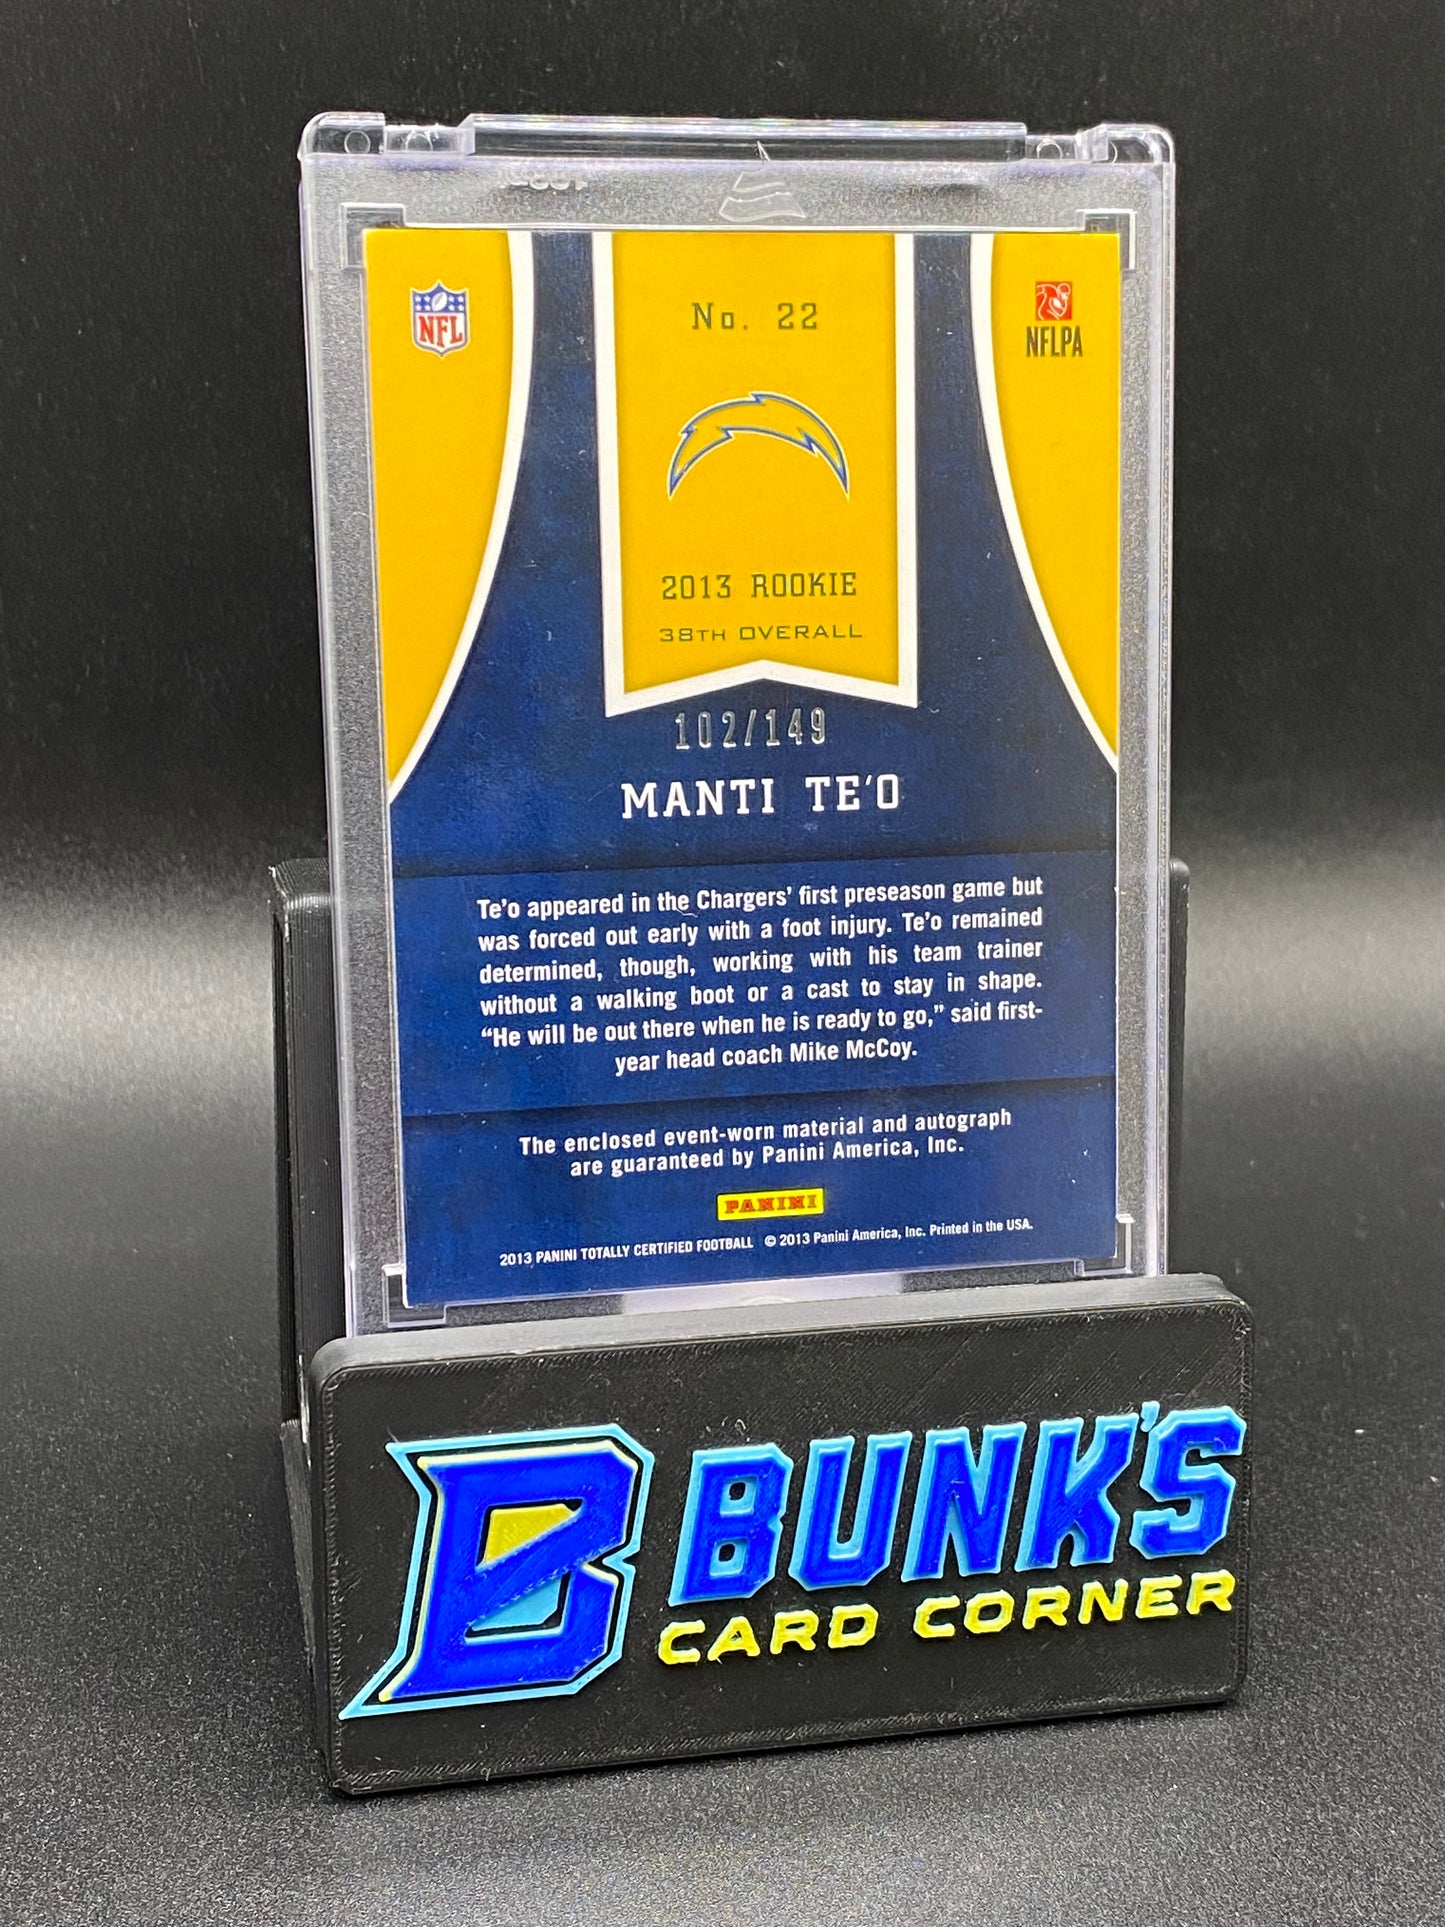 NFL
No. 22
NFLPA
2013 ROOKIE
38TH OVERALL
102/149
MANTI TE'O
Te'o appeared in the Chargers' first preseason game but
was forced out early with a foot injury. Te'o remained
determined, though, working with his team trainer
without a walking boot or a cast to stay in shape.
"He will be out there when he is ready to go," said first-
year head coach Mike McCoy.
The enclosed event-worn material and autograph
are guaranteed by Panini America, Inc.
PANINI
2013 PANINI TOTALLY CERTIFIED FOOTBALL © 2013 Panini America, Inc. Printed in the USA.
B BUNK'S
CARD CORNER